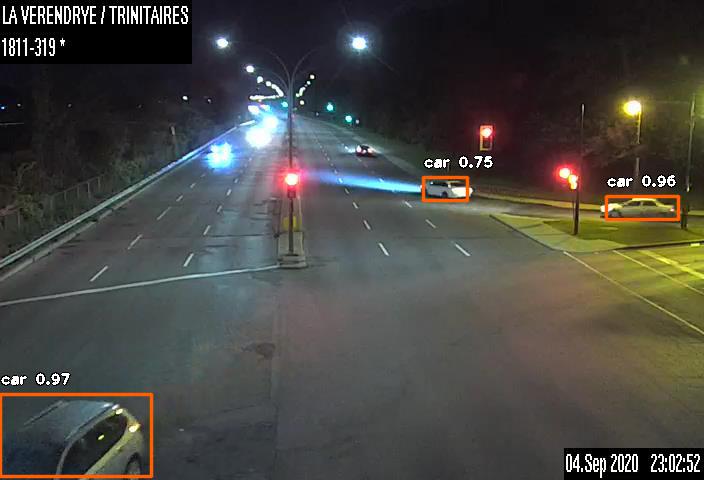 LA VERENDRYE / TRINITAIRES
1811-319 *
car 0.75
car 0.96
car 0.97
04.Sep 2020 23:02:52